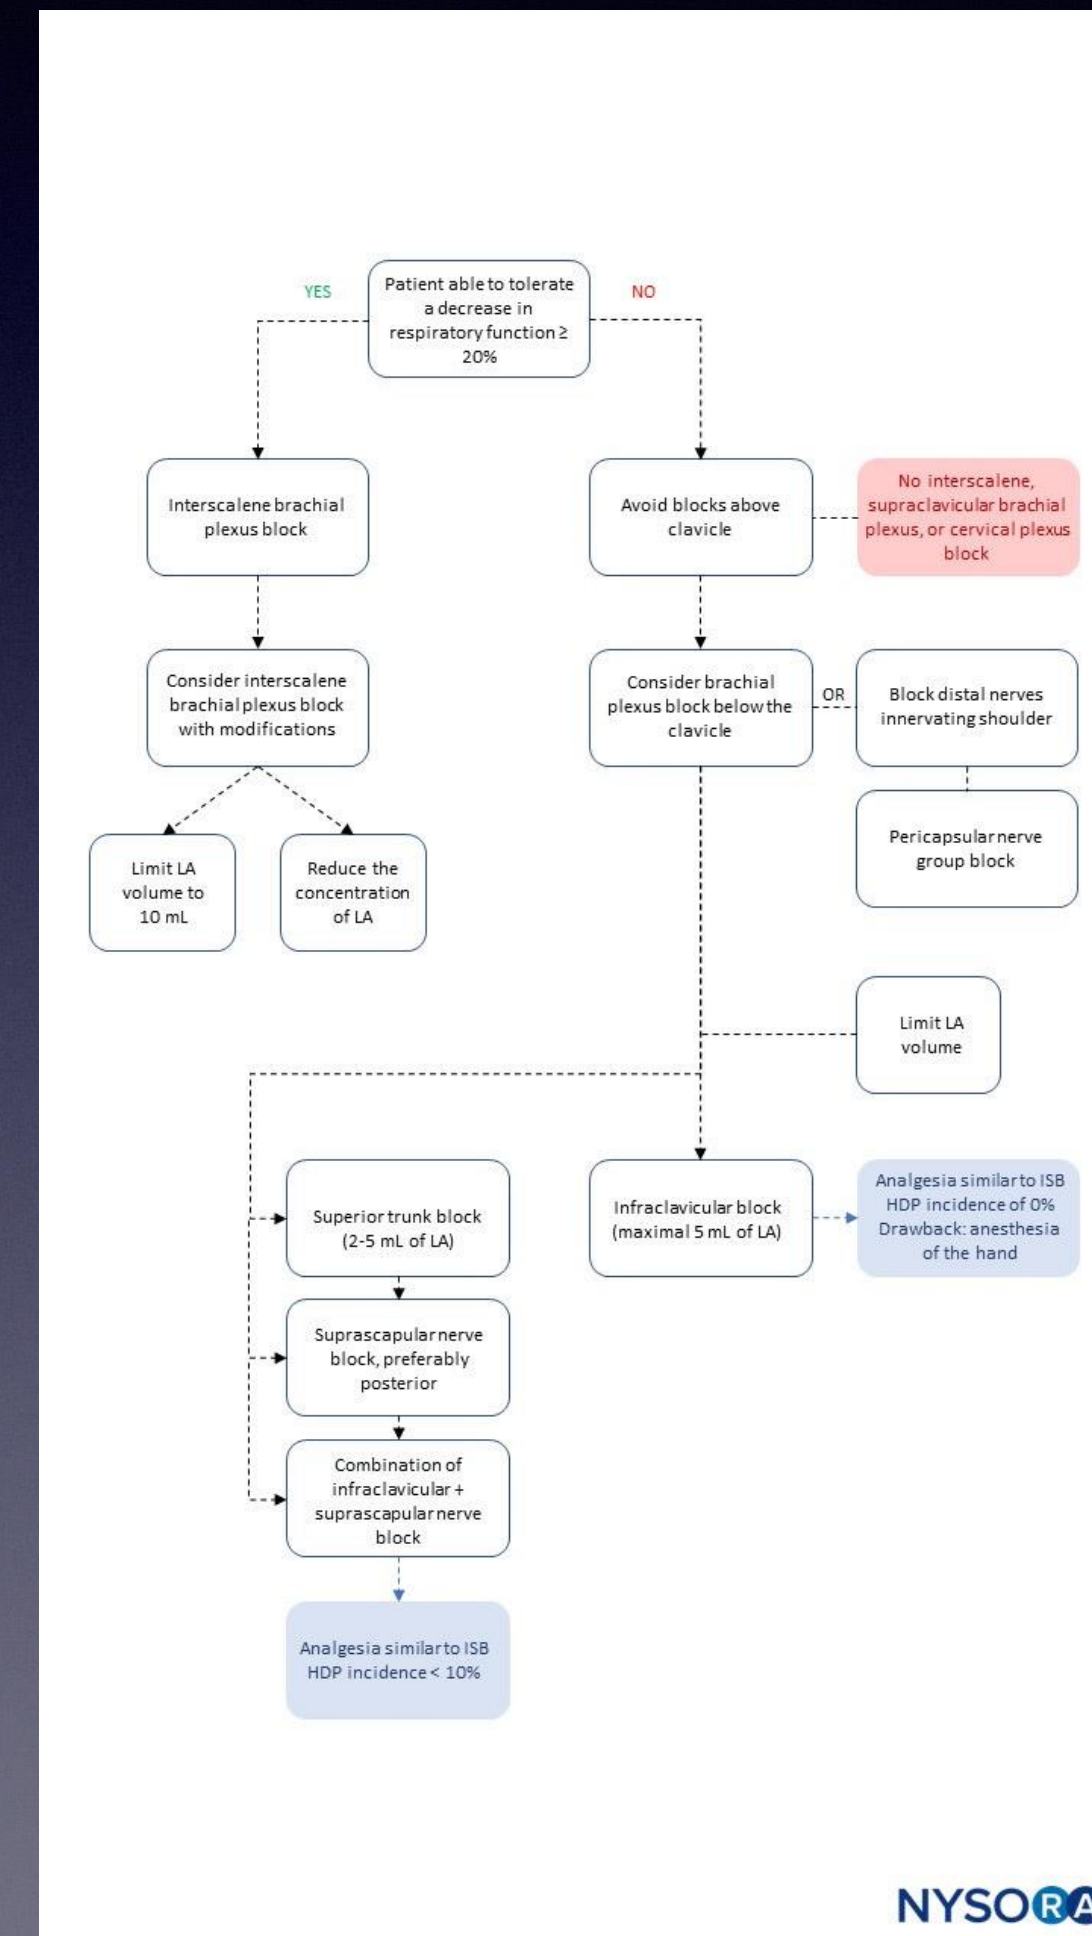 YES
Patient able to tolerate
a decrease in
respiratory function ≥
20%
NO
Interscalene brachial
plexus block
Avoid blocks above
clavicle
No interscalene,
supraclavicular brachial
plexus, or cervical plexus
block
Consider interscalene
brachial plexus block
with modifications
Consider brachial
plexus block below the
clavicle
OR
Block distal nerves
innervating shoulder
Limit LA
volume to
10 mL
Reduce the
concentration
of LA
Pericapsular nerve
group block
Limit LA
volume
Superior trunk block
(2-5 mL of LA)
Infraclavicular block
(maximal 5 mL of LA)
Analgesia similar to ISB
HDP incidence of 0%
Drawback: anesthesia
of the hand
Suprascapular nerve
block, preferably
posterior
Combination of
infraclavicular +
suprascapular nerve
block
Analgesia similar to ISB
HDP incidence < 10%
NYSORA